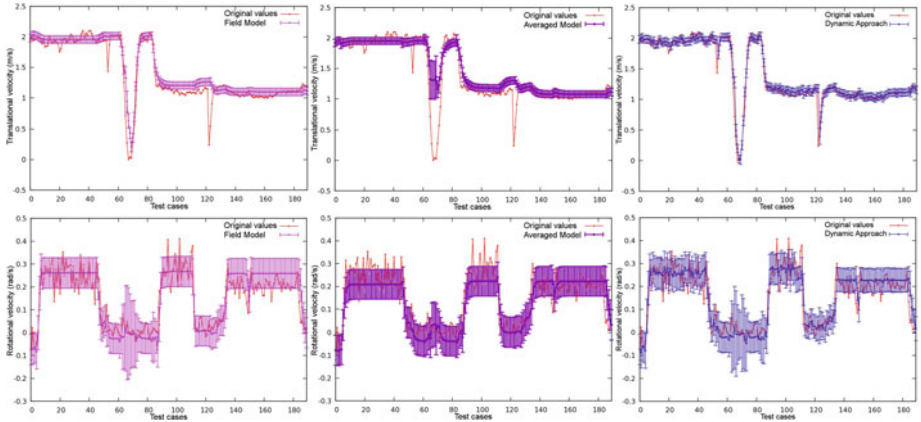 2.5
2
1.5
1
0.5
0
-0.5
Translational velocity (m/s)
Original values
Field Model
0 20 40 60 80 100 120 140 160 180
Test cases
2.5
2
1.5
1
0.5
0
-0.5
Translational velocity (m/s)
Original values
Averaged Model
0 20 40 60 80 100 120 140 160 180
Test cases
2.5
2
1.5
1
0.5
0
-0.5
Translational velocity (m/s)
Original values
Dynamic Approach
0 20 40 60 80 100 120 140 160 180
Test cases
0.5
0.4
0.3
0.2
0.1
0
0.1
-0.2
-0.3
Rotational velocity (rad/s)
Original values
Field Model
0 20 40 60 80 100 120 140 160 180
Test cases
0.5
0.4
0.3
0.2
0.1
0
0.1
-0.2
-0.3
Rotational velocity (rad/s)
Original values
Averaged Model
0 20 40 60 80 100 120 140 160 180
Test cases
0.5
0.4
0.3
0.2
0.1
0
0.1
-0.2
-0.3
Rotational velocity (rad/s)
Original values
Dynamic Approach
0 20 40 60 80 100 120 140 160 180
Test cases